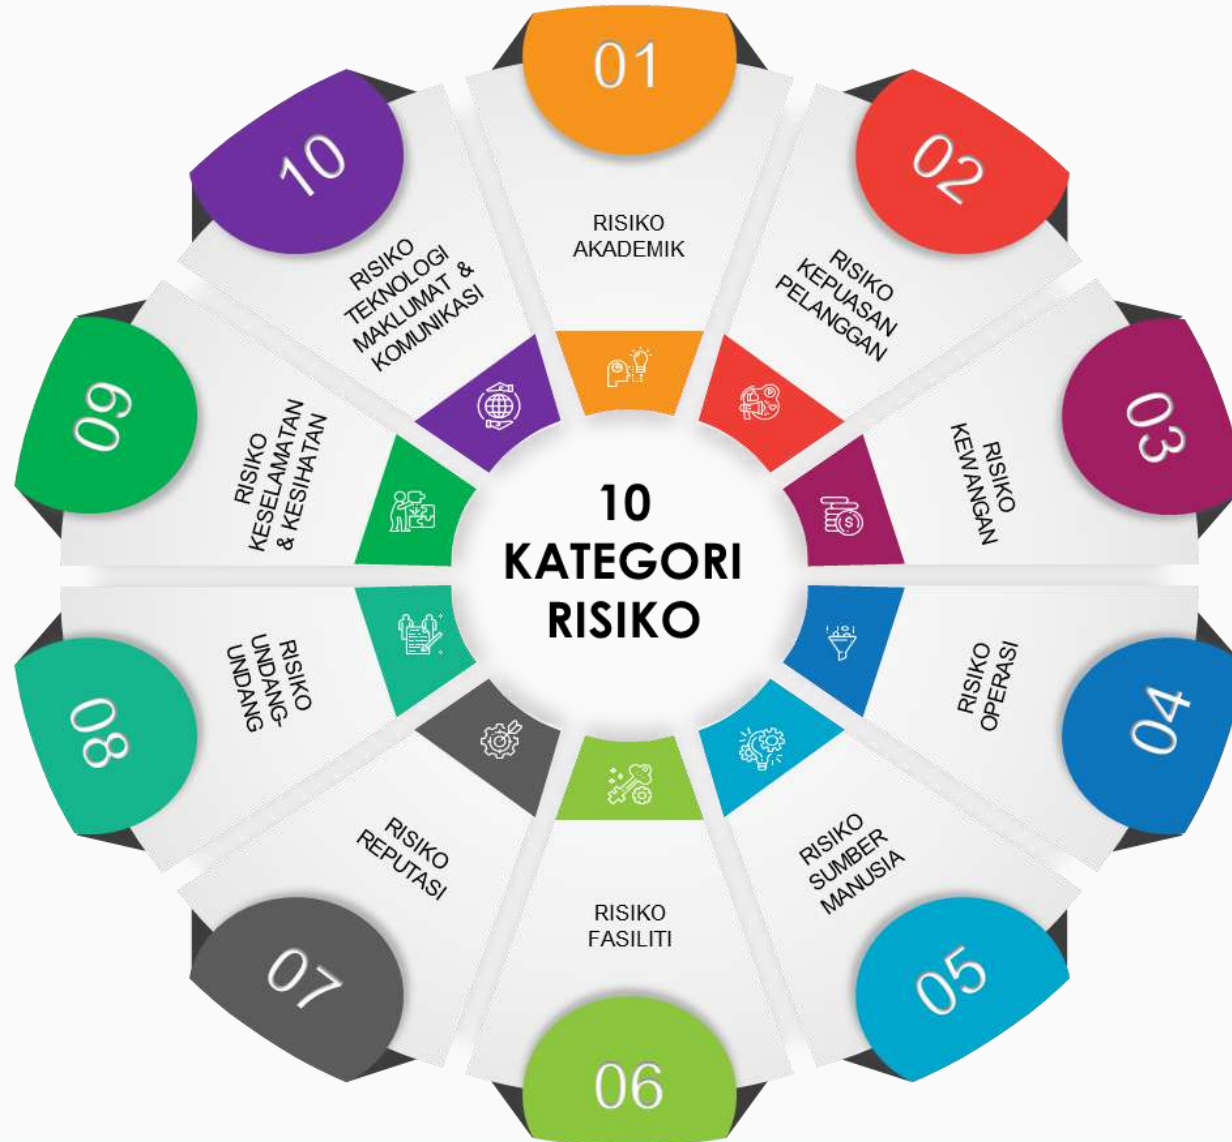 10
KATEGORI
RISIKO
01
RISIKO
AKADEMIK
02
RISIKO
KEPUASAN
PELANGGAN
03
RISIKO
KEWANGAN
04
RISIKO
OPERASI
05
RISIKO
SUMBER
MANUSIA
06
RISIKO
FASILITI
07
RISIKO
REPUTASI
08
RISIKO
UNDANG-
UNDANG
09
RISIKO
KESELAMATAN
& KESIHATAN
10
RISIKO
TEKNOLOGI
MAKLUMAT &
KOMUNIKASI